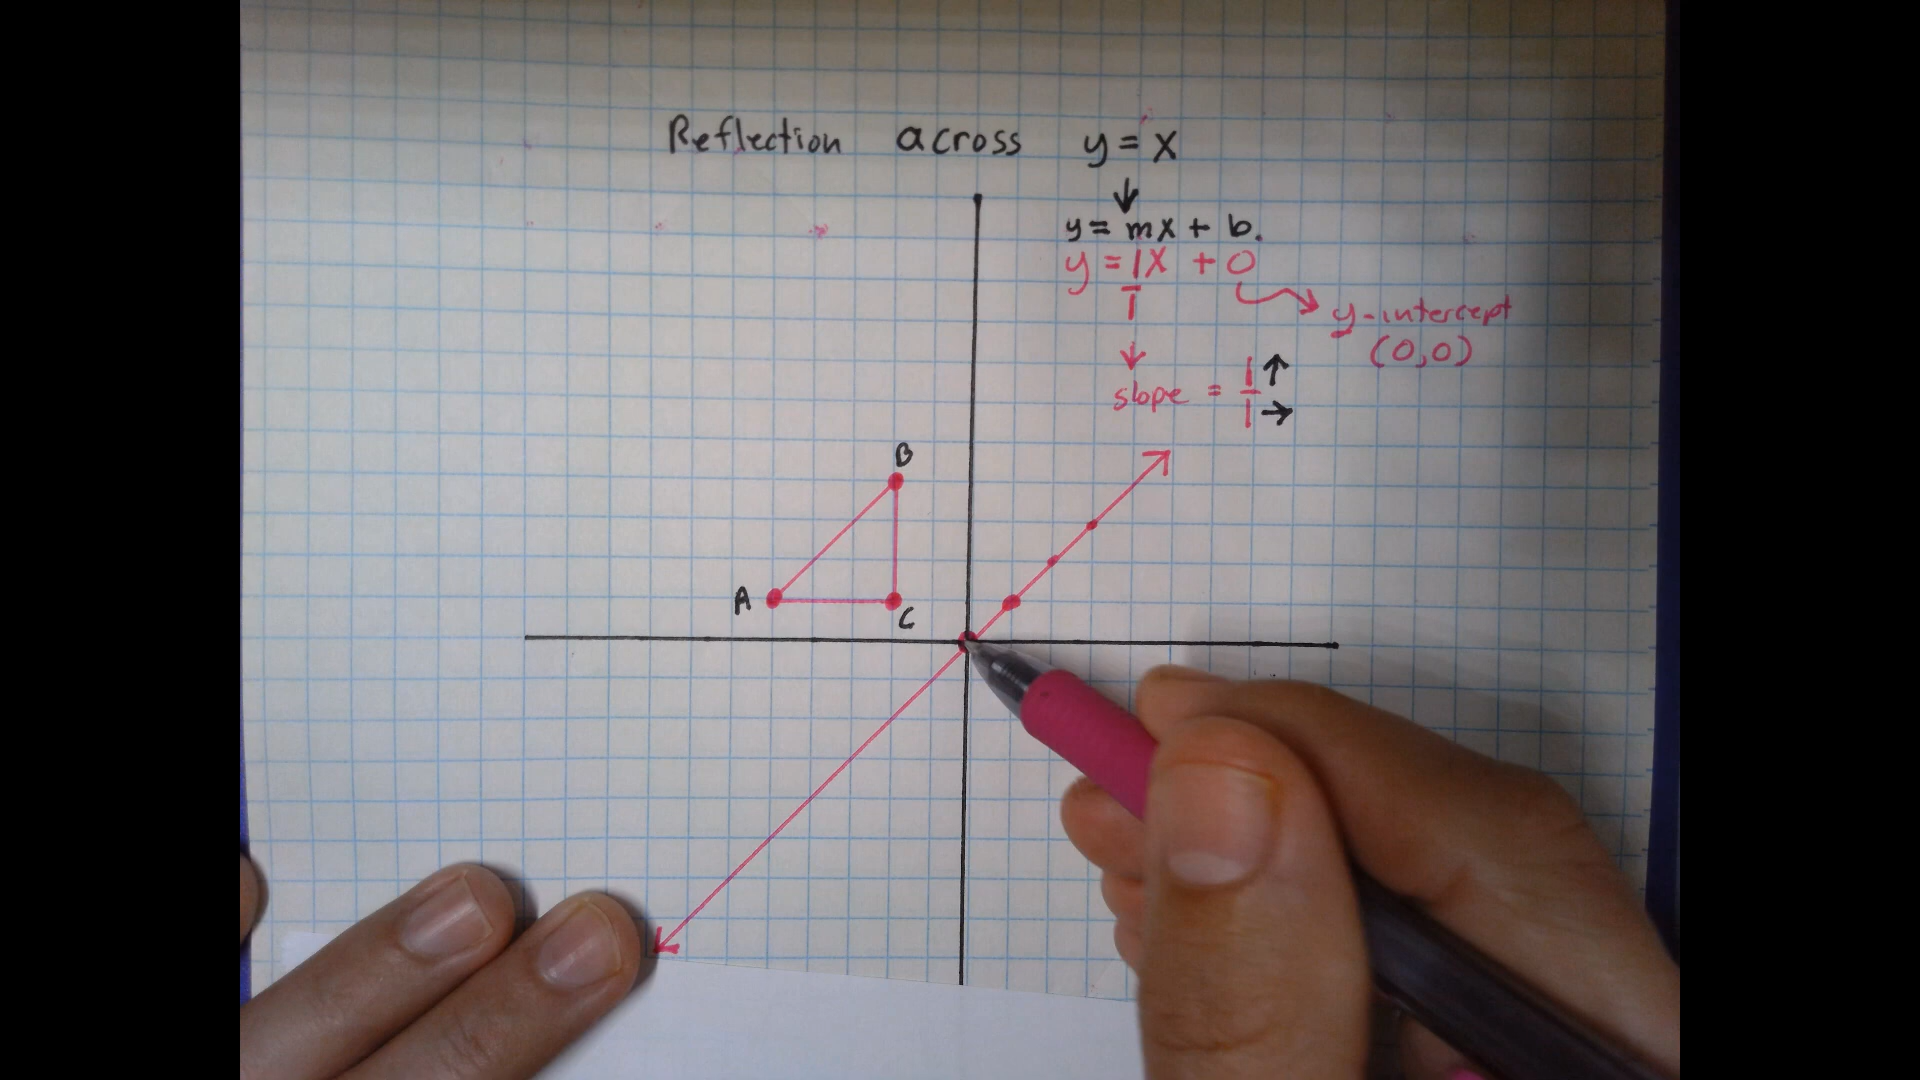 Reflection across y = x
y = mx + b.
y = 1x + 0
1
y-intercept
(0,0)
slope = 1↑
1→
B
A
C